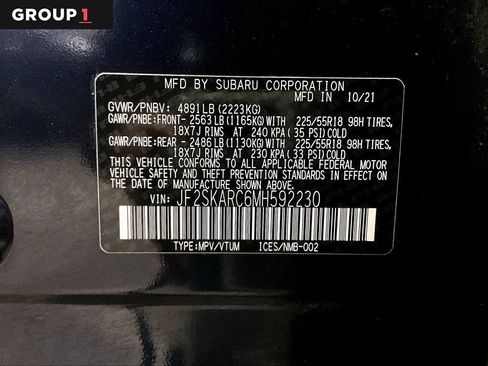 GROUP 1
MFD BY SUBARU CORPORATION
MFD IN 10/21
GVWR/PNBV: 4891LB(2223KG)
GAWR/PNBE:FRONT- 2563LB(1165KG)WITH 225/55R18 98H TIRES,
18X7J RIMS AT 240 KPA(35 PSI)COLD
GAWR/PNBE:REAR - 2486LB(1130KG)WITH 225/55R18 98H TIRES,
18X7J RIMS AT 230 KPA(33 PSI)COLD
THIS VEHICLE CONFORMS TO ALL APPLICABLE FEDERAL MOTOR
VEHICLE SAFETY AND THEFT PREVENTION STANDARDS IN EFFECT
ON THE DATE OF MANUFACTURE SHOWN ABOVE.
VIN: JF2SKARC6MH592230
TYPE:MPV/VTUM ICES/NMB-002